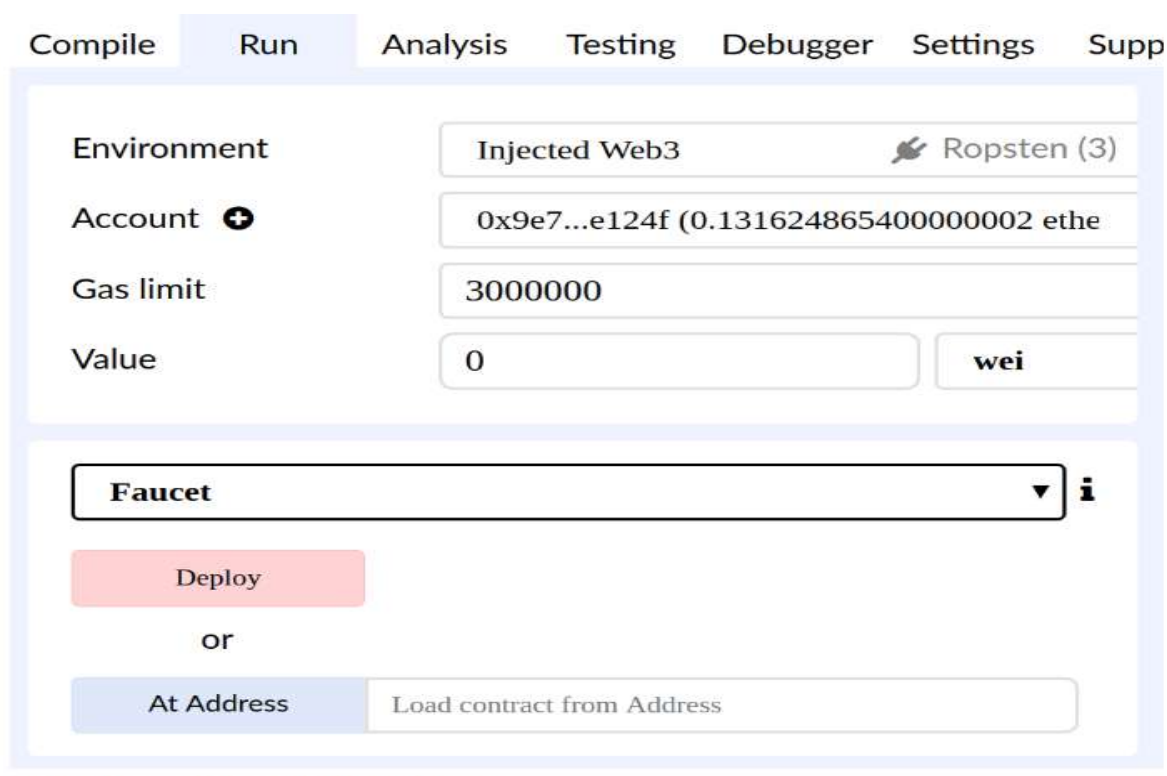 Compile Run Analysis Testing Debugger Settings Supp
Environment Injected Web3 Ropsten (3)
Account 0x9e7...e124f (0.131624865400000002 ethe
Gas limit 3000000
Value 0 wei
Faucet
Deploy
or
At Address Load contract from Address